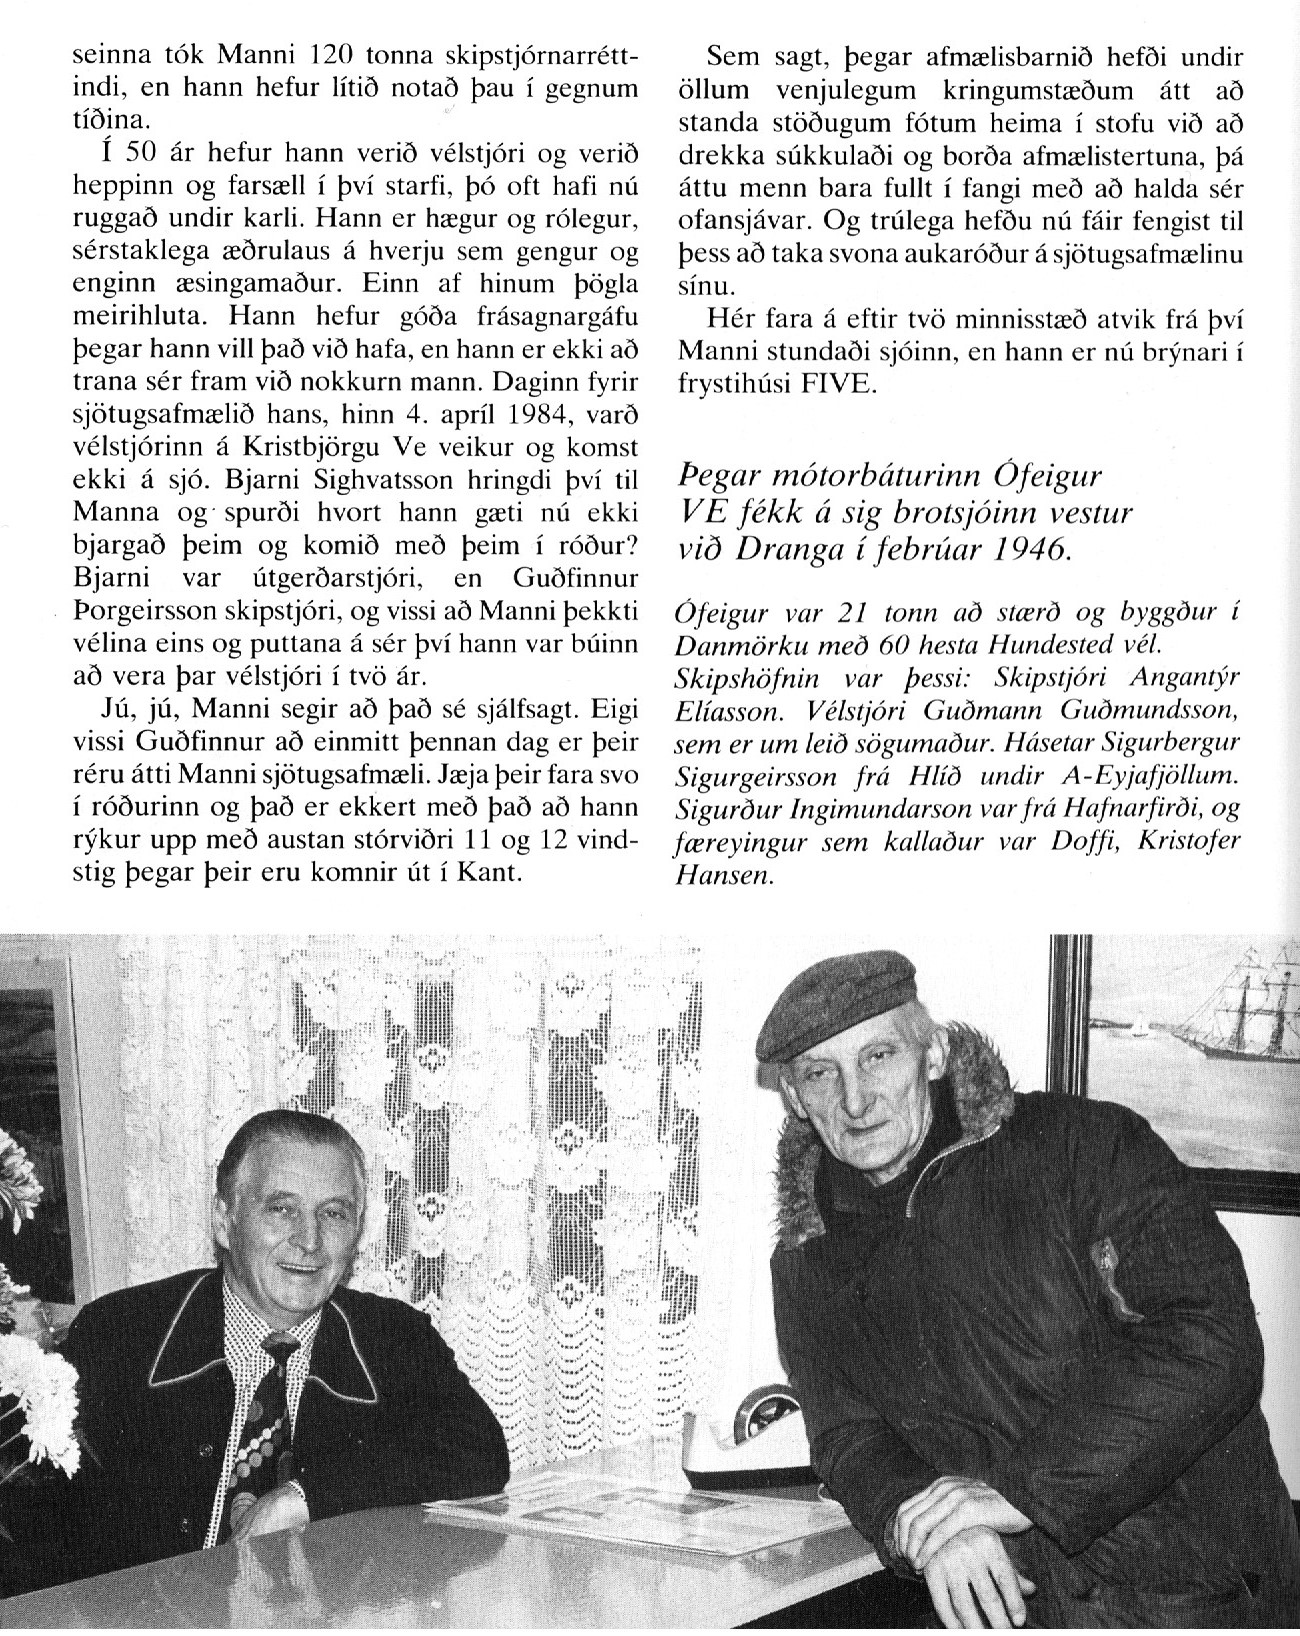 seinna tók Manni 120 tonna skipstjórnarrétt-
indi, en hann hefur lítið notað þau í gegnum
tíðina.
Í 50 ár hefur hann verið vélstjóri og verið
heppinn og farsæll í því starfi, þó oft hafi nú
ruggað undir karli. Hann er hægur og rólegur,
sérstaklega æðrulaus á hverju sem gengur og
enginn æsingamaður. Einn af hinum þögla
meirihluta. Hann hefur góða frásagnargáfu
þegar hann vill það við hafa, en hann er ekki að
trana sér fram við nokkurn mann. Daginn fyrir
sjötugsafmælið hans, hinn 4. apríl 1984, varð
vélstjórinn á Kristbjörgu Ve veikur og komst
ekki á sjó. Bjarni Sighvatsson hringdi því til
Manna og spurði hvort hann gæti nú ekki
bjargað þeim og komið með þeim í róður?
Bjarni var útgerðarstjóri, en Guðfinnur
Þorgeirsson skipstjóri, og vissi að Manni þekkti
vélina eins og puttana á sér því hann var búinn
að vera þar vélstjóri í tvö ár.
Jú, jú, Manni segir að það sé sjálfsagt. Eigi
vissi Guðfinnur að einmitt þennan dag er þeir
réru átti Manni sjötugsafmæli. Jæja þeir fara svo
í róðurinn og það er ekkert með það að hann
rýkur upp með austan stórviðri 11 og 12 vind-
stig þegar þeir eru komnir út í Kant.
Sem sagt, þegar afmælisbarnið hefði undir
öllum venjulegum kringumstæðum átt að
standa stöðugum fótum heima í stofu við að
drekka súkkulaði og borða afmælistertuna, þá
áttu menn bara fullt í fangi með að halda sér
ofansjávar. Og trúlega hefðu nú fáir fengist til
þess að taka svona aukaróður á sjötugsafmælinu
sínu.
Hér fara á eftir tvö minnisstæð atvik frá því
Manni stundaði sjóinn, en hann er nú brýnari í
frystihúsi FIVE.
Þegar mótorbáturinn Ófeigur
VE fékk á sig brotsjóinn vestur
við Dranga í febrúar 1946.
Ófeigur var 21 tonn að stærð og byggður í
Danmörku með 60 hesta Hundested vél.
Skipshöfnin var þessi: Skipstjóri Angantýr
Elíasson. Vélstjóri Guðmann Guðmundsson,
sem er um leið sögumaður. Hásetar Sigurbergur
Sigurgeirsson frá Hlíð undir A-Eyjafjöllum.
Sigurður Ingimundarson var frá Hafnarfirði, og
færeyingur sem kallaður var Doffi, Kristofer
Hansen.